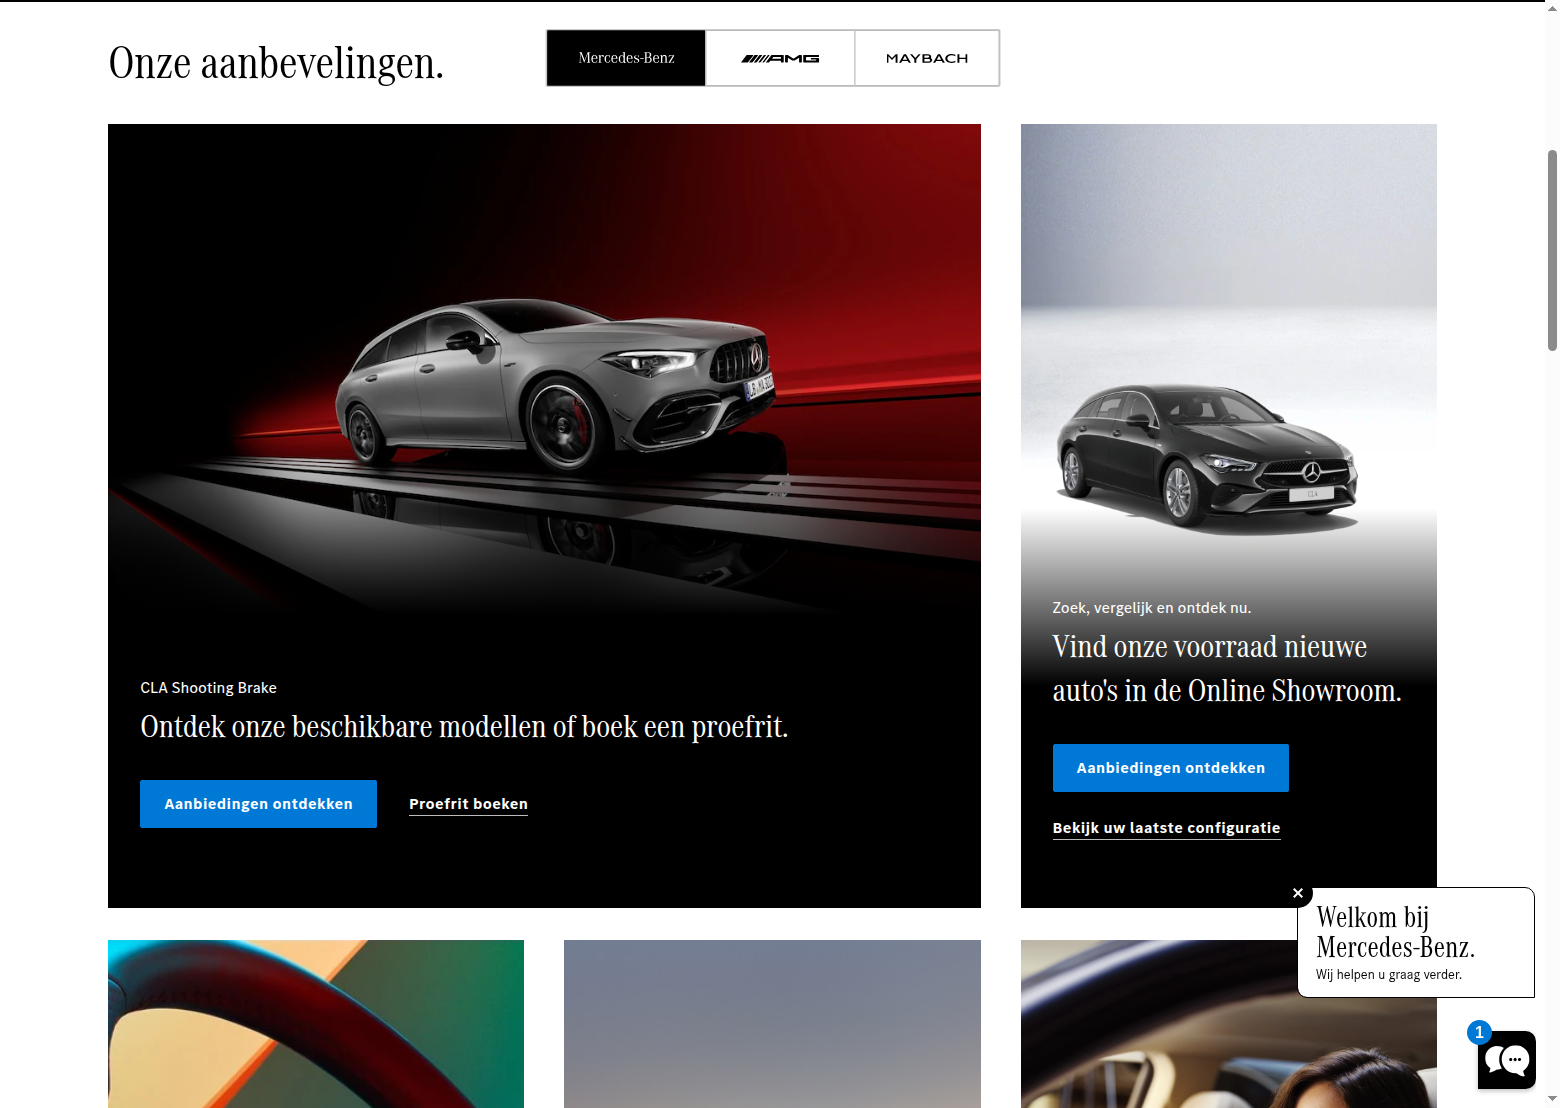 Onze aanbevelingen.
Mercedes-Benz
AMG
MAYBACH
CLA Shooting Brake
Ontdek onze beschikbare modellen of boek een proefrit.
Aanbiedingen ontdekken
Proefrit boeken
CLA
Zoek, vergelijk en ontdek nu.
Vind onze voorraad nieuwe
auto's in de Online Showroom.
Aanbiedingen ontdekken
Bekijk uw laatste configuratie
Welkom bij
Mercedes-Benz.
Wij helpen u graag verder.
1